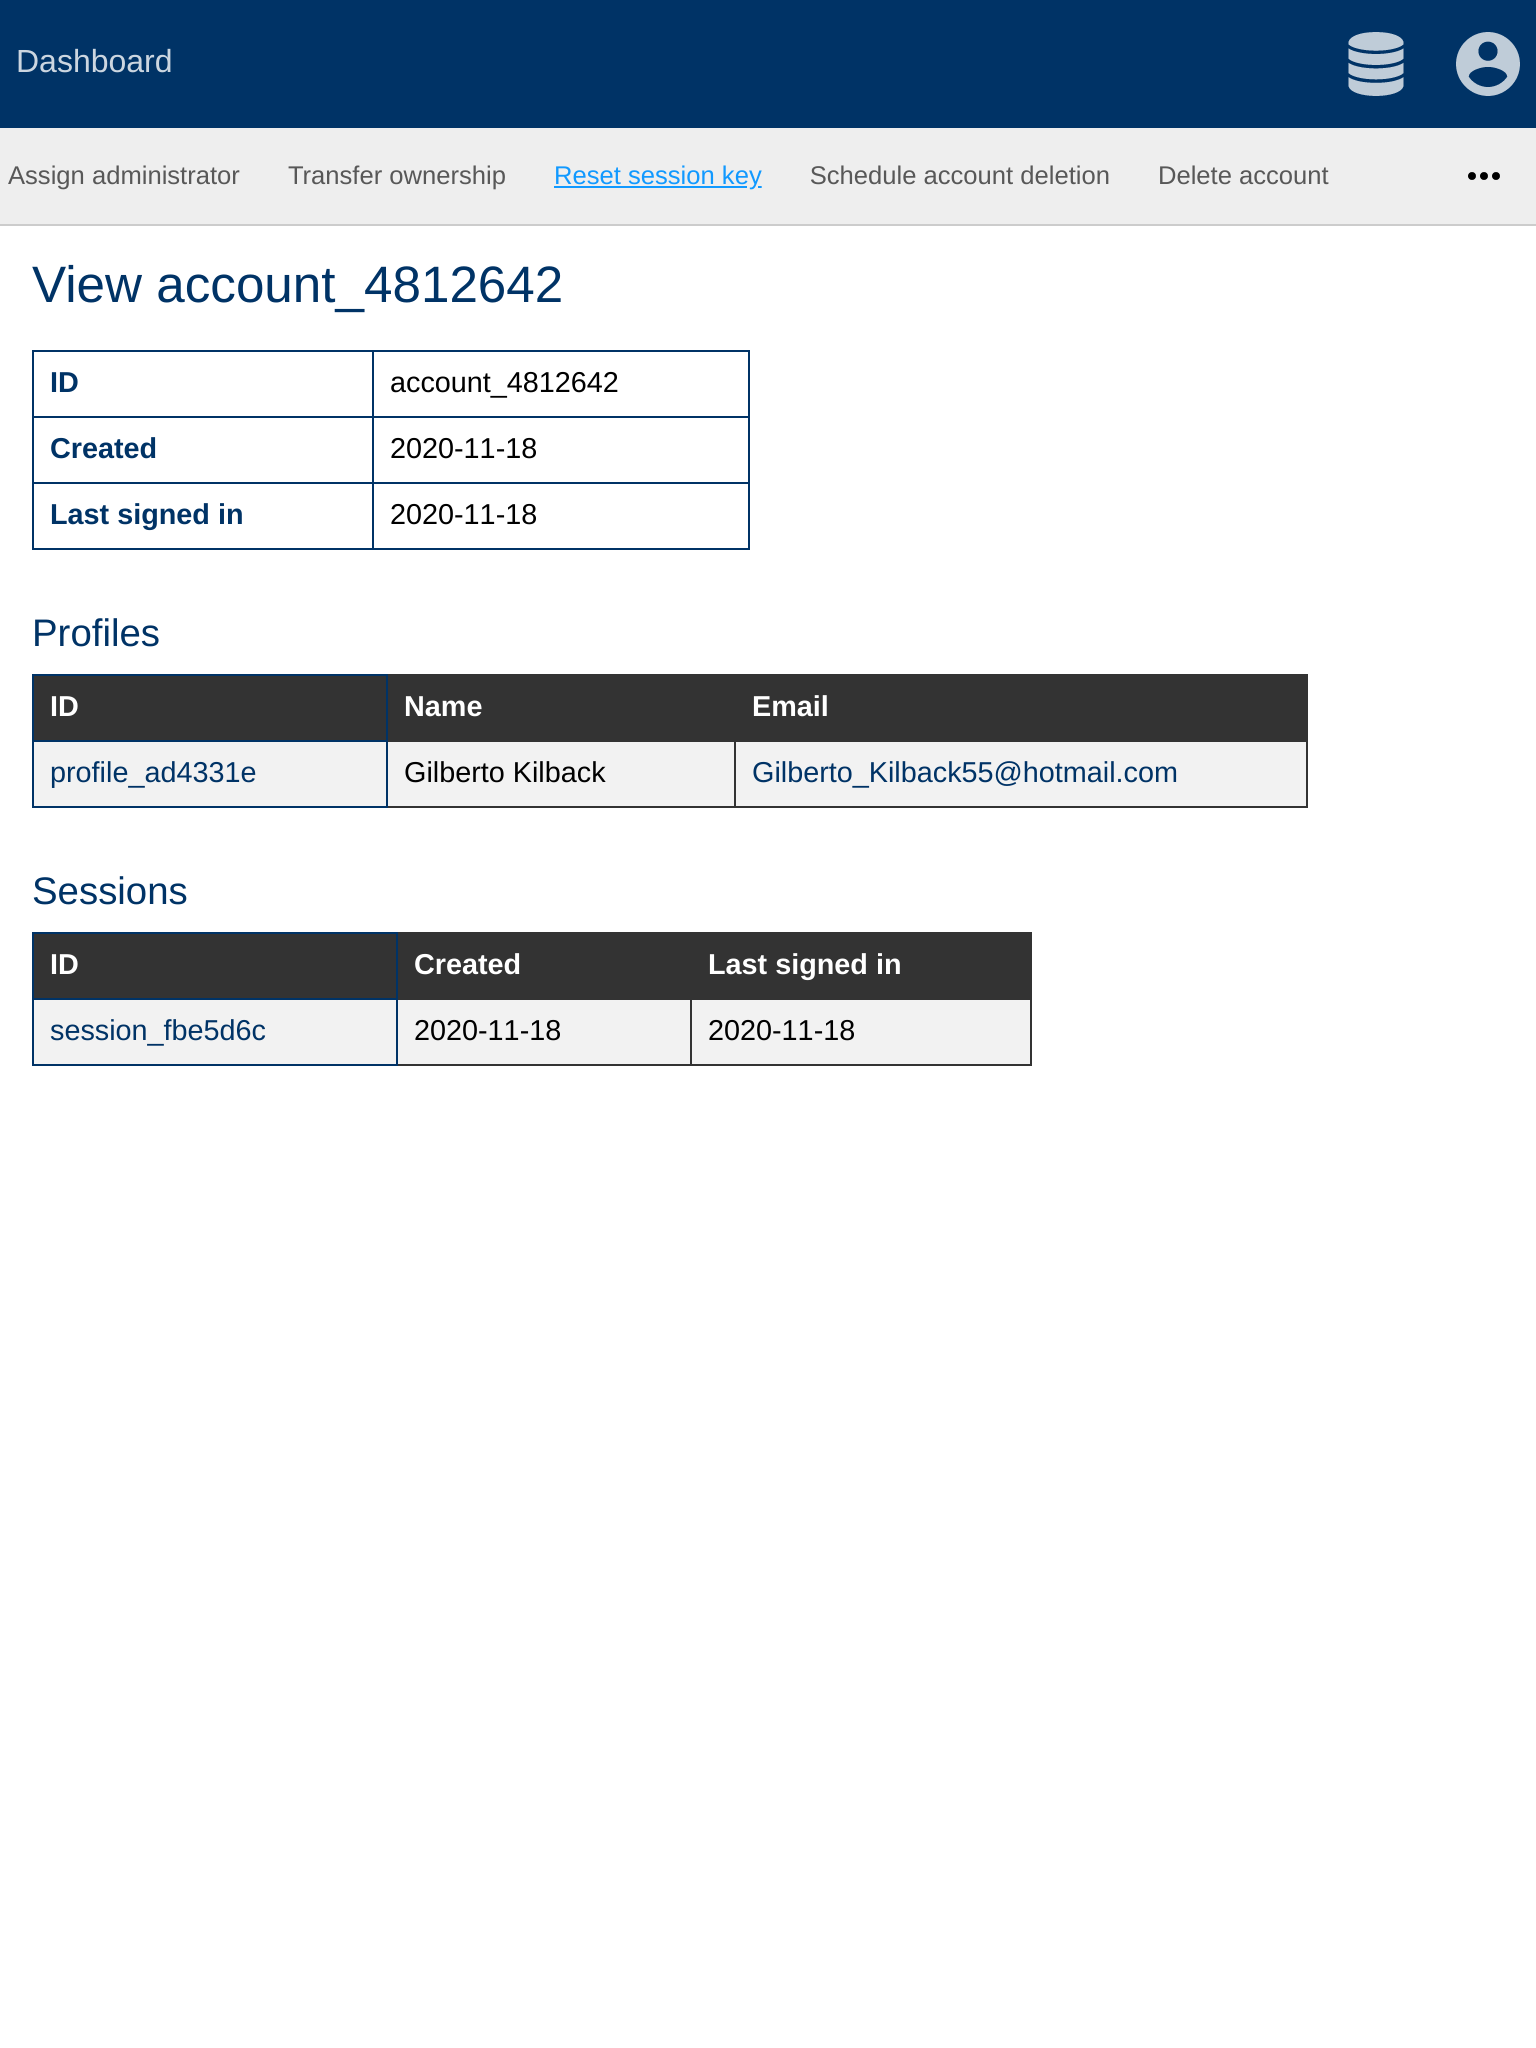 Dashboard
Assign administrator Transfer ownership Reset session key Schedule account deletion Delete account
View account_4812642
ID account_4812642
Created 2020-11-18
Last signed in 2020-11-18
Profiles
ID Name Email
profile_ad4331e Gilberto Kilback Gilberto_Kilback55@hotmail.com
Sessions
ID Created Last signed in
session_fbe5d6c 2020-11-18 2020-11-18